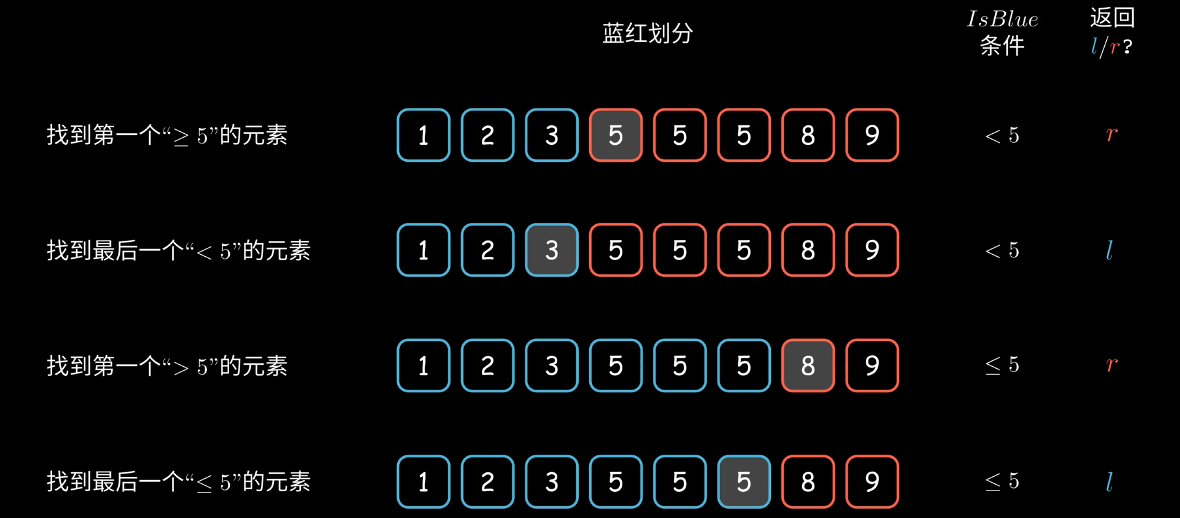 蓝红划分
IsBlue
条件
返回
l/r?
找到第一个“≥ 5”的元素 1 2 3 5 5 5 8 9 < 5 r
找到最后一个“< 5”的元素 1 2 3 5 5 5 8 9 < 5 l
找到第一个“> 5”的元素 1 2 3 5 5 5 8 9 ≤ 5 r
找到最后一个“≤ 5”的元素 1 2 3 5 5 5 8 9 ≤ 5 l